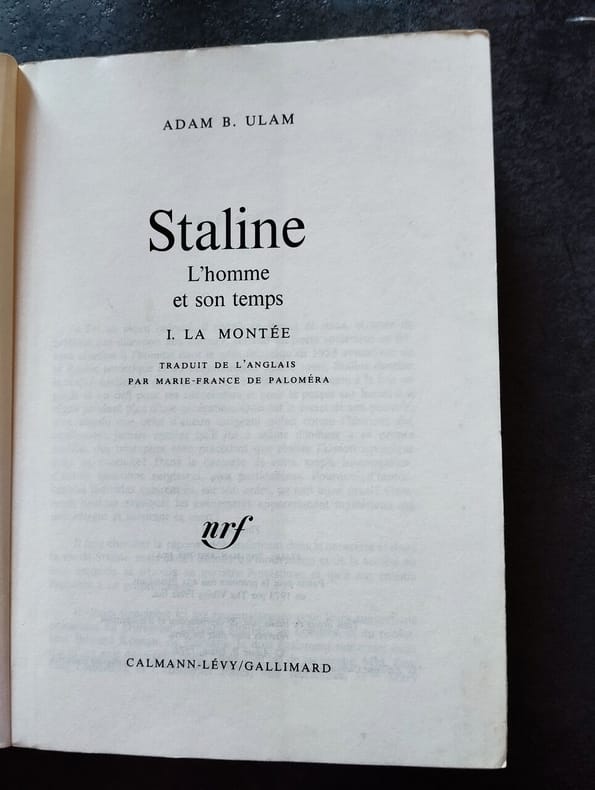 ADAM B. ULAM
Staline
L'homme
et son temps
I. LA MONTÉE
TRADUIT DE L'ANGLAIS
PAR MARIE-FRANCE DE PALOMÉRA
nrf
CALMANN-LÉVY/GALLIMARD